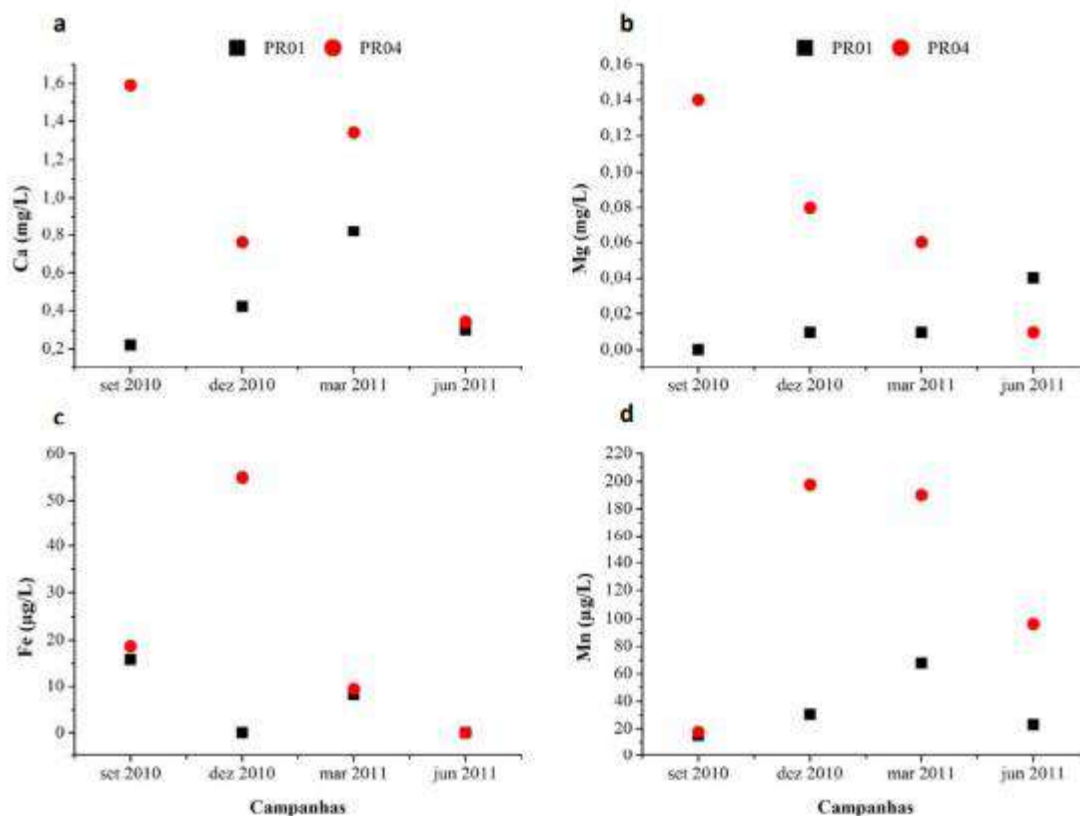 a
PR01 PR04
Ca (mg/L)
1,6
1,4
1,2
1,0
0,8
0,6
0,4
0,2
set 2010 dez 2010 mar 2011 jun 2011
b
PR01 PR04
Mg (mg/L)
0,16
0,14
0,12
0,10
0,08
0,06
0,04
0,02
0,00
set 2010 dez 2010 mar 2011 jun 2011
c
Fe (µg/L)
60
50
40
30
20
10
0
set 2010 dez 2010 mar 2011 jun 2011
Campanhas
d
Mn (µg/L)
220
200
180
160
140
120
100
80
60
40
20
0
set 2010 dez 2010 mar 2011 jun 2011
Campanhas